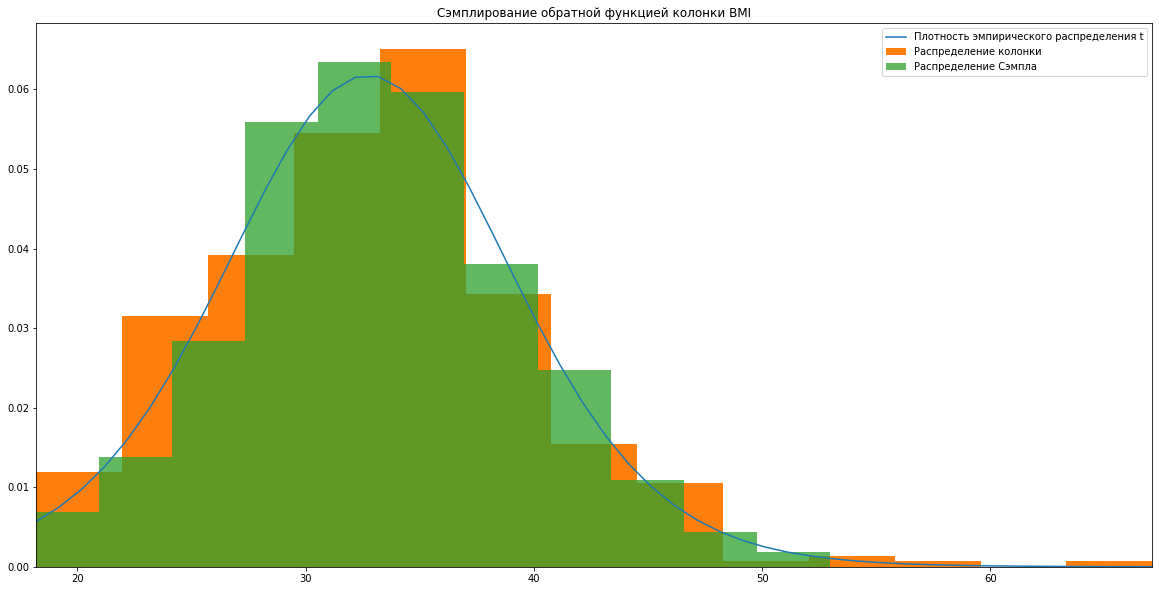 Сэмплирование обратной функцией колонки BMI
Плотность эмпирического распределения t
Распределение колонки
Распределение Сэмпла
0.06
0.05
0.04
0.03
0.02
0.01
0.00
20 30 40 50 60